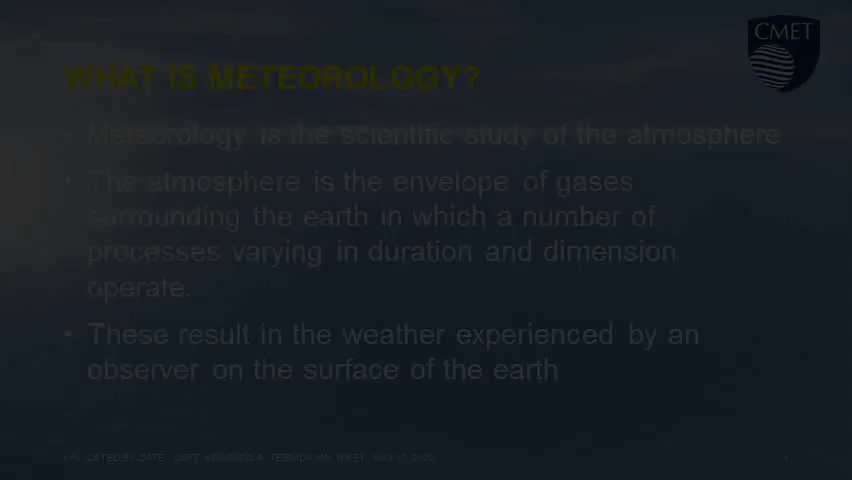 CMET
WHAT IS METEOROLOGY?
• Meteorology is the scientific study of the atmosphere
• The atmosphere is the envelope of gases
surrounding the earth in which a number of
processes varying in duration and dimension
operate.
• These result in the weather experienced by an
observer on the surface of the earth